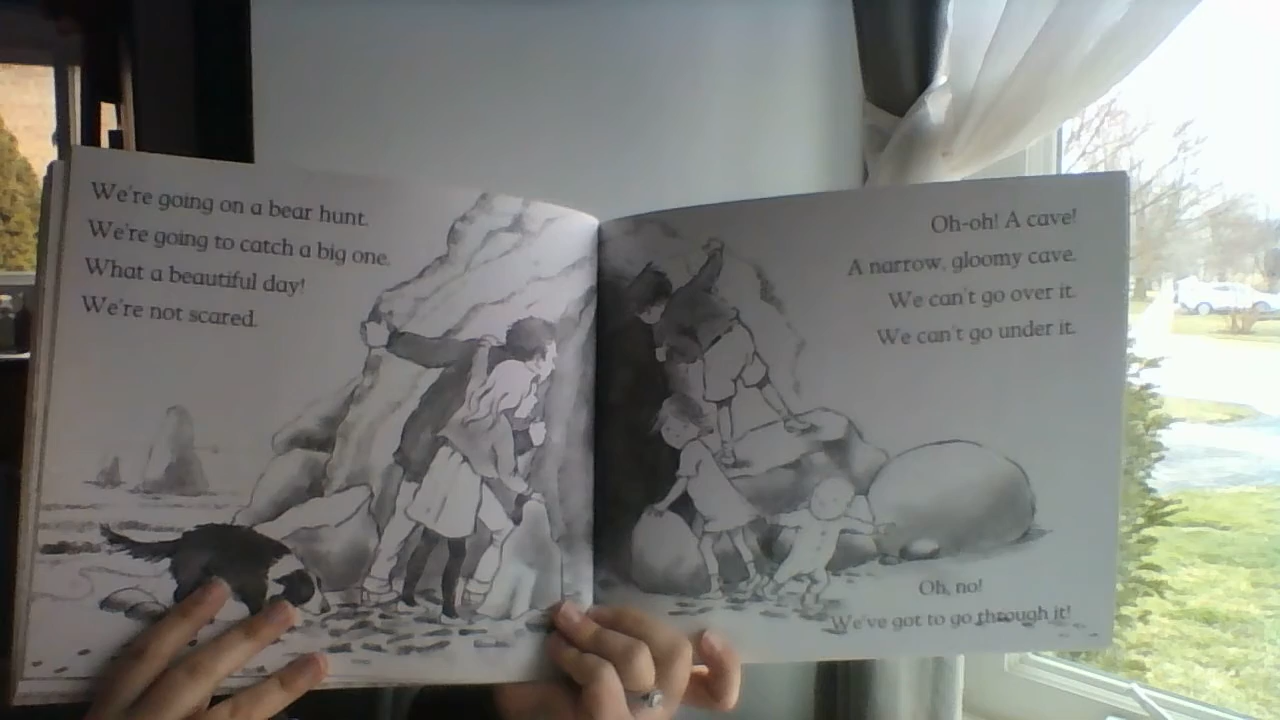 We're going on a bear hunt.
We're going to catch a big one.
What a beautiful day!
We're not scared.
Oh-oh! A cave!
A narrow, gloomy cave.
We can't go over it.
We can't go under it.
Oh, no!
We've got to go through it!